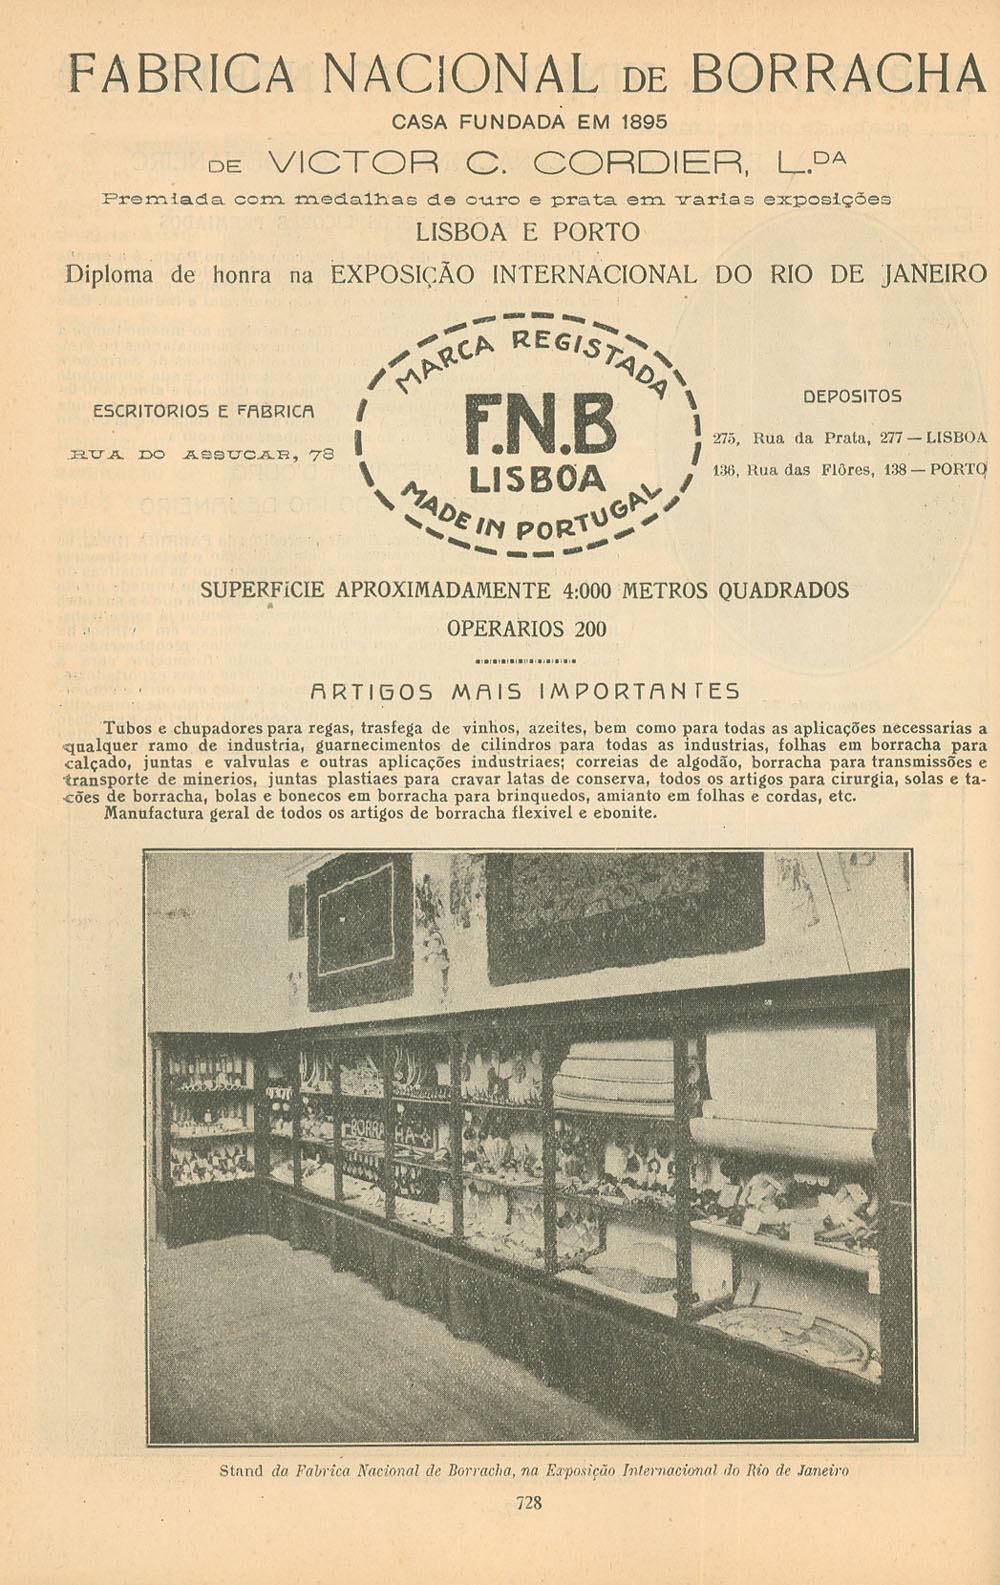 FABRICA NACIONAL DE BORRACHA
CASA FUNDADA EM 1895
DE VICTOR C. CORDIER, L.DA
Premiada com medalhas de ouro e prata em varias exposições
LISBOA E PORTO
Diploma de honra na EXPOSIÇÃO INTERNACIONAL DO RIO DE JANEIRO
ESCRITORIOS E FABRICA
RUA DO ASSUCAR, 78
MARCA REGISTADA
F.N.B
LISBOA
MADE IN PORTUGAL
DEPOSITOS
275, Rua da Prata, 277 — LISBOA
136, Rua das Flôres, 138 — PORTO
SUPERFíCIE APROXIMADAMENTE 4:000 METROS QUADRADOS
OPERARIOS 200
ARTIGOS MAIS IMPORTANTES
Tubos e chupadores para regas, trasfega de vinhos, azeites, bem como para todas as aplicações necessarias a
qualquer ramo de industria, guarnecimentos de cilindros para todas as industrias, folhas em borracha para
calçado, juntas e valvulas e outras aplicações industriaes; correias de algodão, borracha para transmissões e
transporte de minerios, juntas plastiaes para cravar latas de conserva, todos os artigos para cirurgia, solas e ta-
cões de borracha, bolas e bonecos em borracha para brinquedos, amianto em folhas e cordas, etc.
Manufactura geral de todos os artigos de borracha flexivel e ebonite.
BORRACHA
Stand da Fabrica Nacional de Borracha, na Exposição Internacional do Rio de Janeiro
728